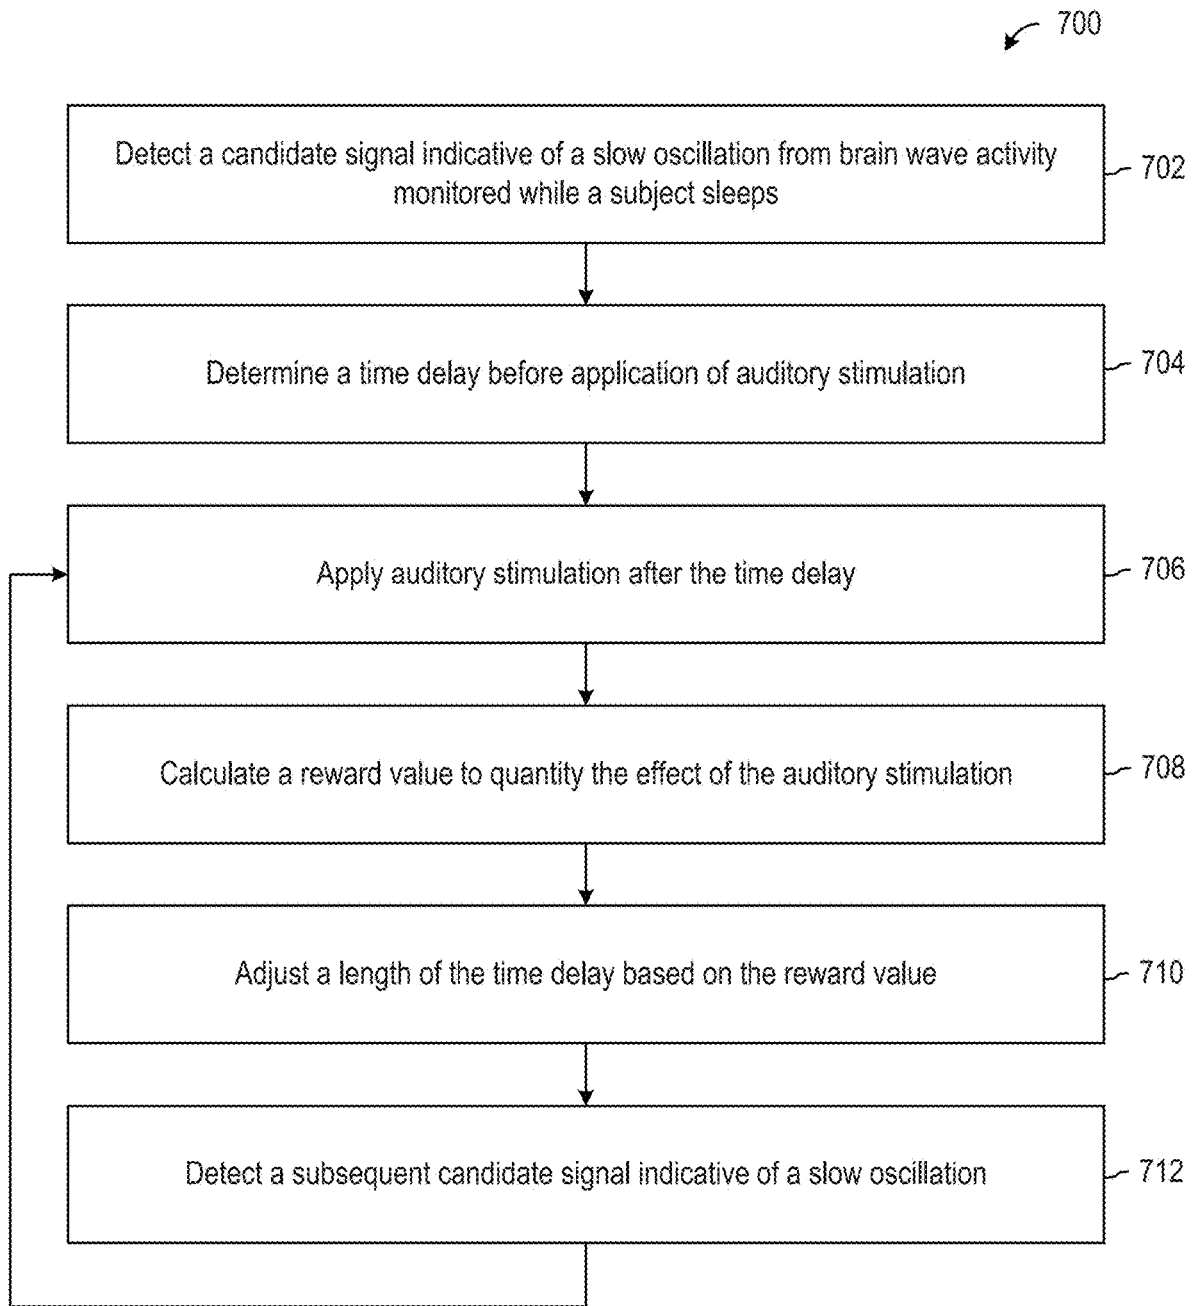 700
Detect a candidate signal indicative of a slow oscillation from brain wave activity
monitored while a subject sleeps
702
Determine a time delay before application of auditory stimulation
704
Apply auditory stimulation after the time delay
706
Calculate a reward value to quantity the effect of the auditory stimulation
708
Adjust a length of the time delay based on the reward value
710
Detect a subsequent candidate signal indicative of a slow oscillation
712